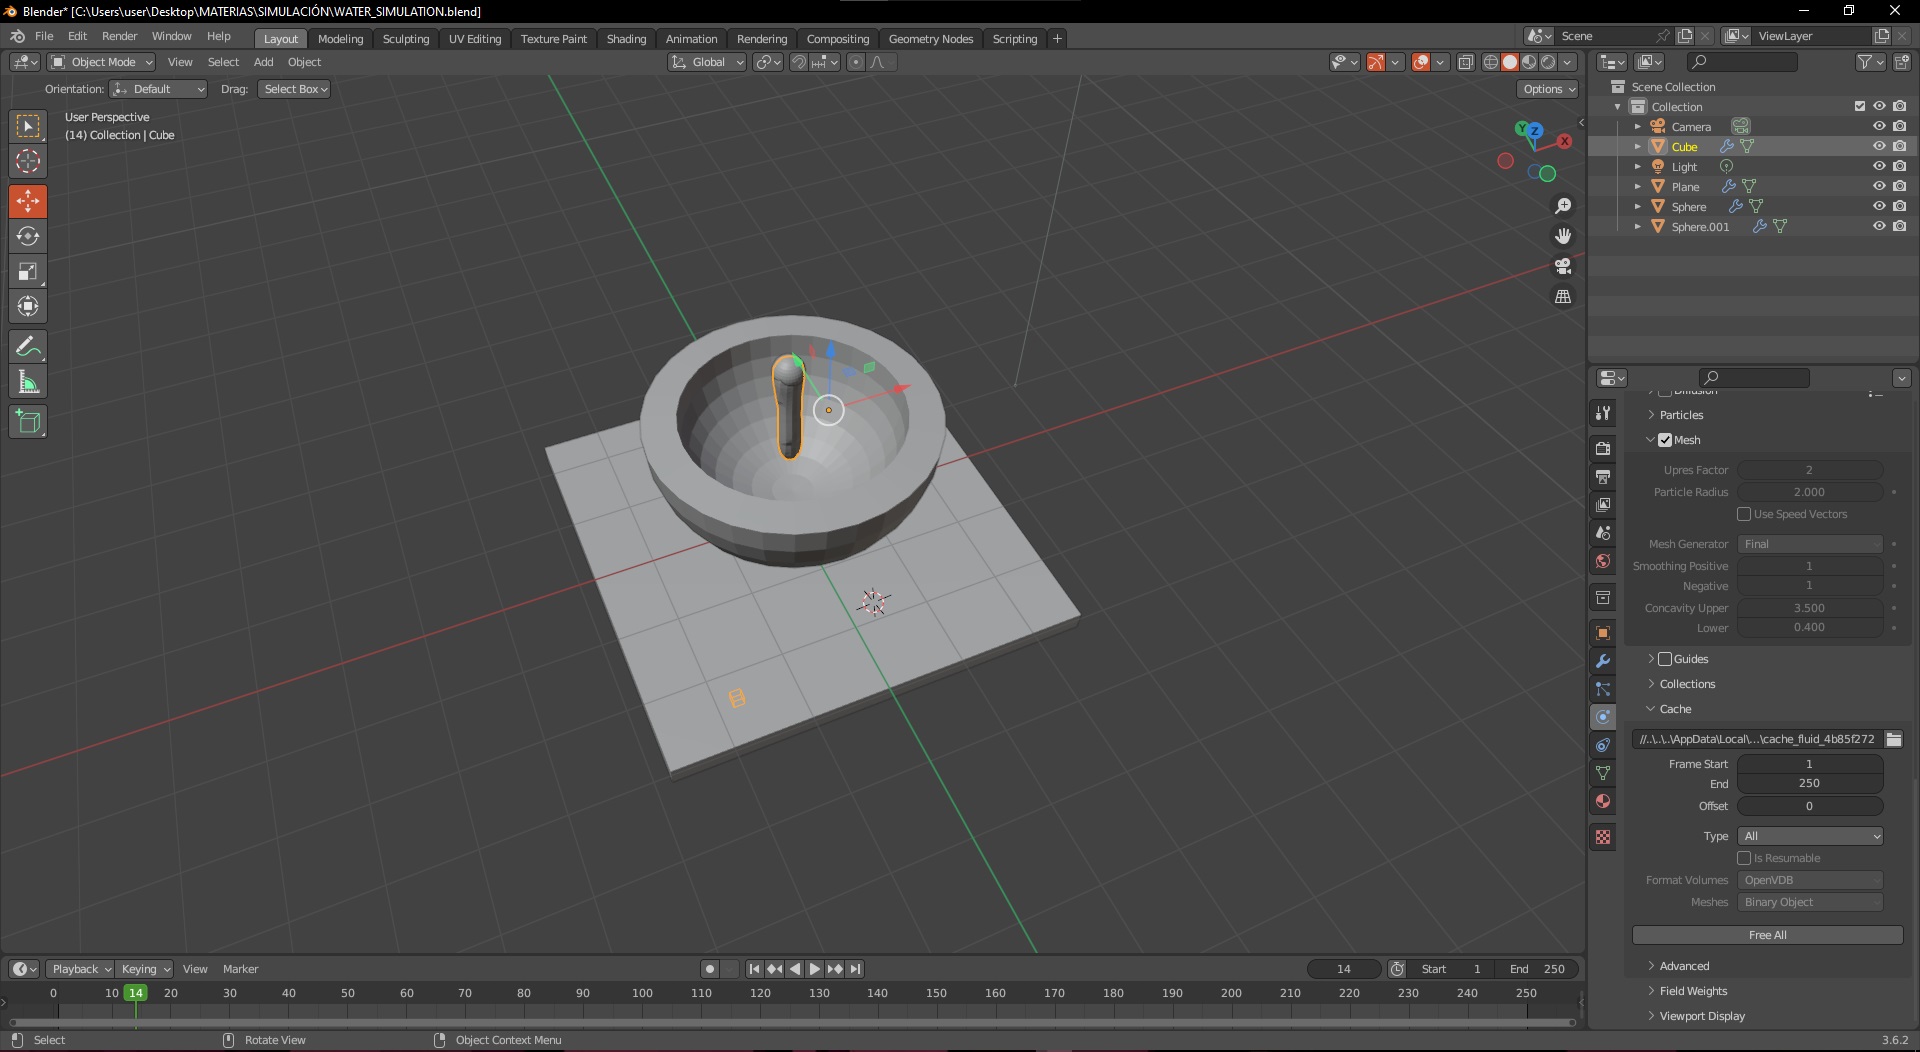 Blender* [C:\Users\user\Desktop\MATERIAS\SIMULACIÓN\WATER_SIMULATION.blend]
File Edit Render Window Help Layout Modeling Sculpting UV Editing Texture Paint Shading Animation Rendering Compositing Geometry Nodes Scripting + Scene ViewLayer
Object Mode View Select Add Object Global
Orientation: Default Drag: Select Box Options
User Perspective
(14) Collection | Cube
Y Z X
Scene Collection
Collection
Camera
Cube
Light
Plane
Sphere
Sphere.001
Diffusion
Particles
Mesh
Upres Factor 2
Particle Radius 2.000
Use Speed Vectors
Mesh Generator Final
Smoothing Positive 1
Negative 1
Concavity Upper 3.500
Lower 0.400
Guides
Collections
Cache
//..\..\..\AppData\Local\...\cache_fluid_4b85f272
Frame Start 1
End 250
Offset 0
Type All
Is Resumable
Format Volumes OpenVDB
Meshes Binary Object
Free All
Advanced
Field Weights
Viewport Display
Playback Keying View Marker 14 Start 1 End 250
0 10 14 20 30 40 50 60 70 80 90 100 110 120 130 140 150 160 170 180 190 200 210 220 230 240 250
Select Rotate View Object Context Menu 3.6.2